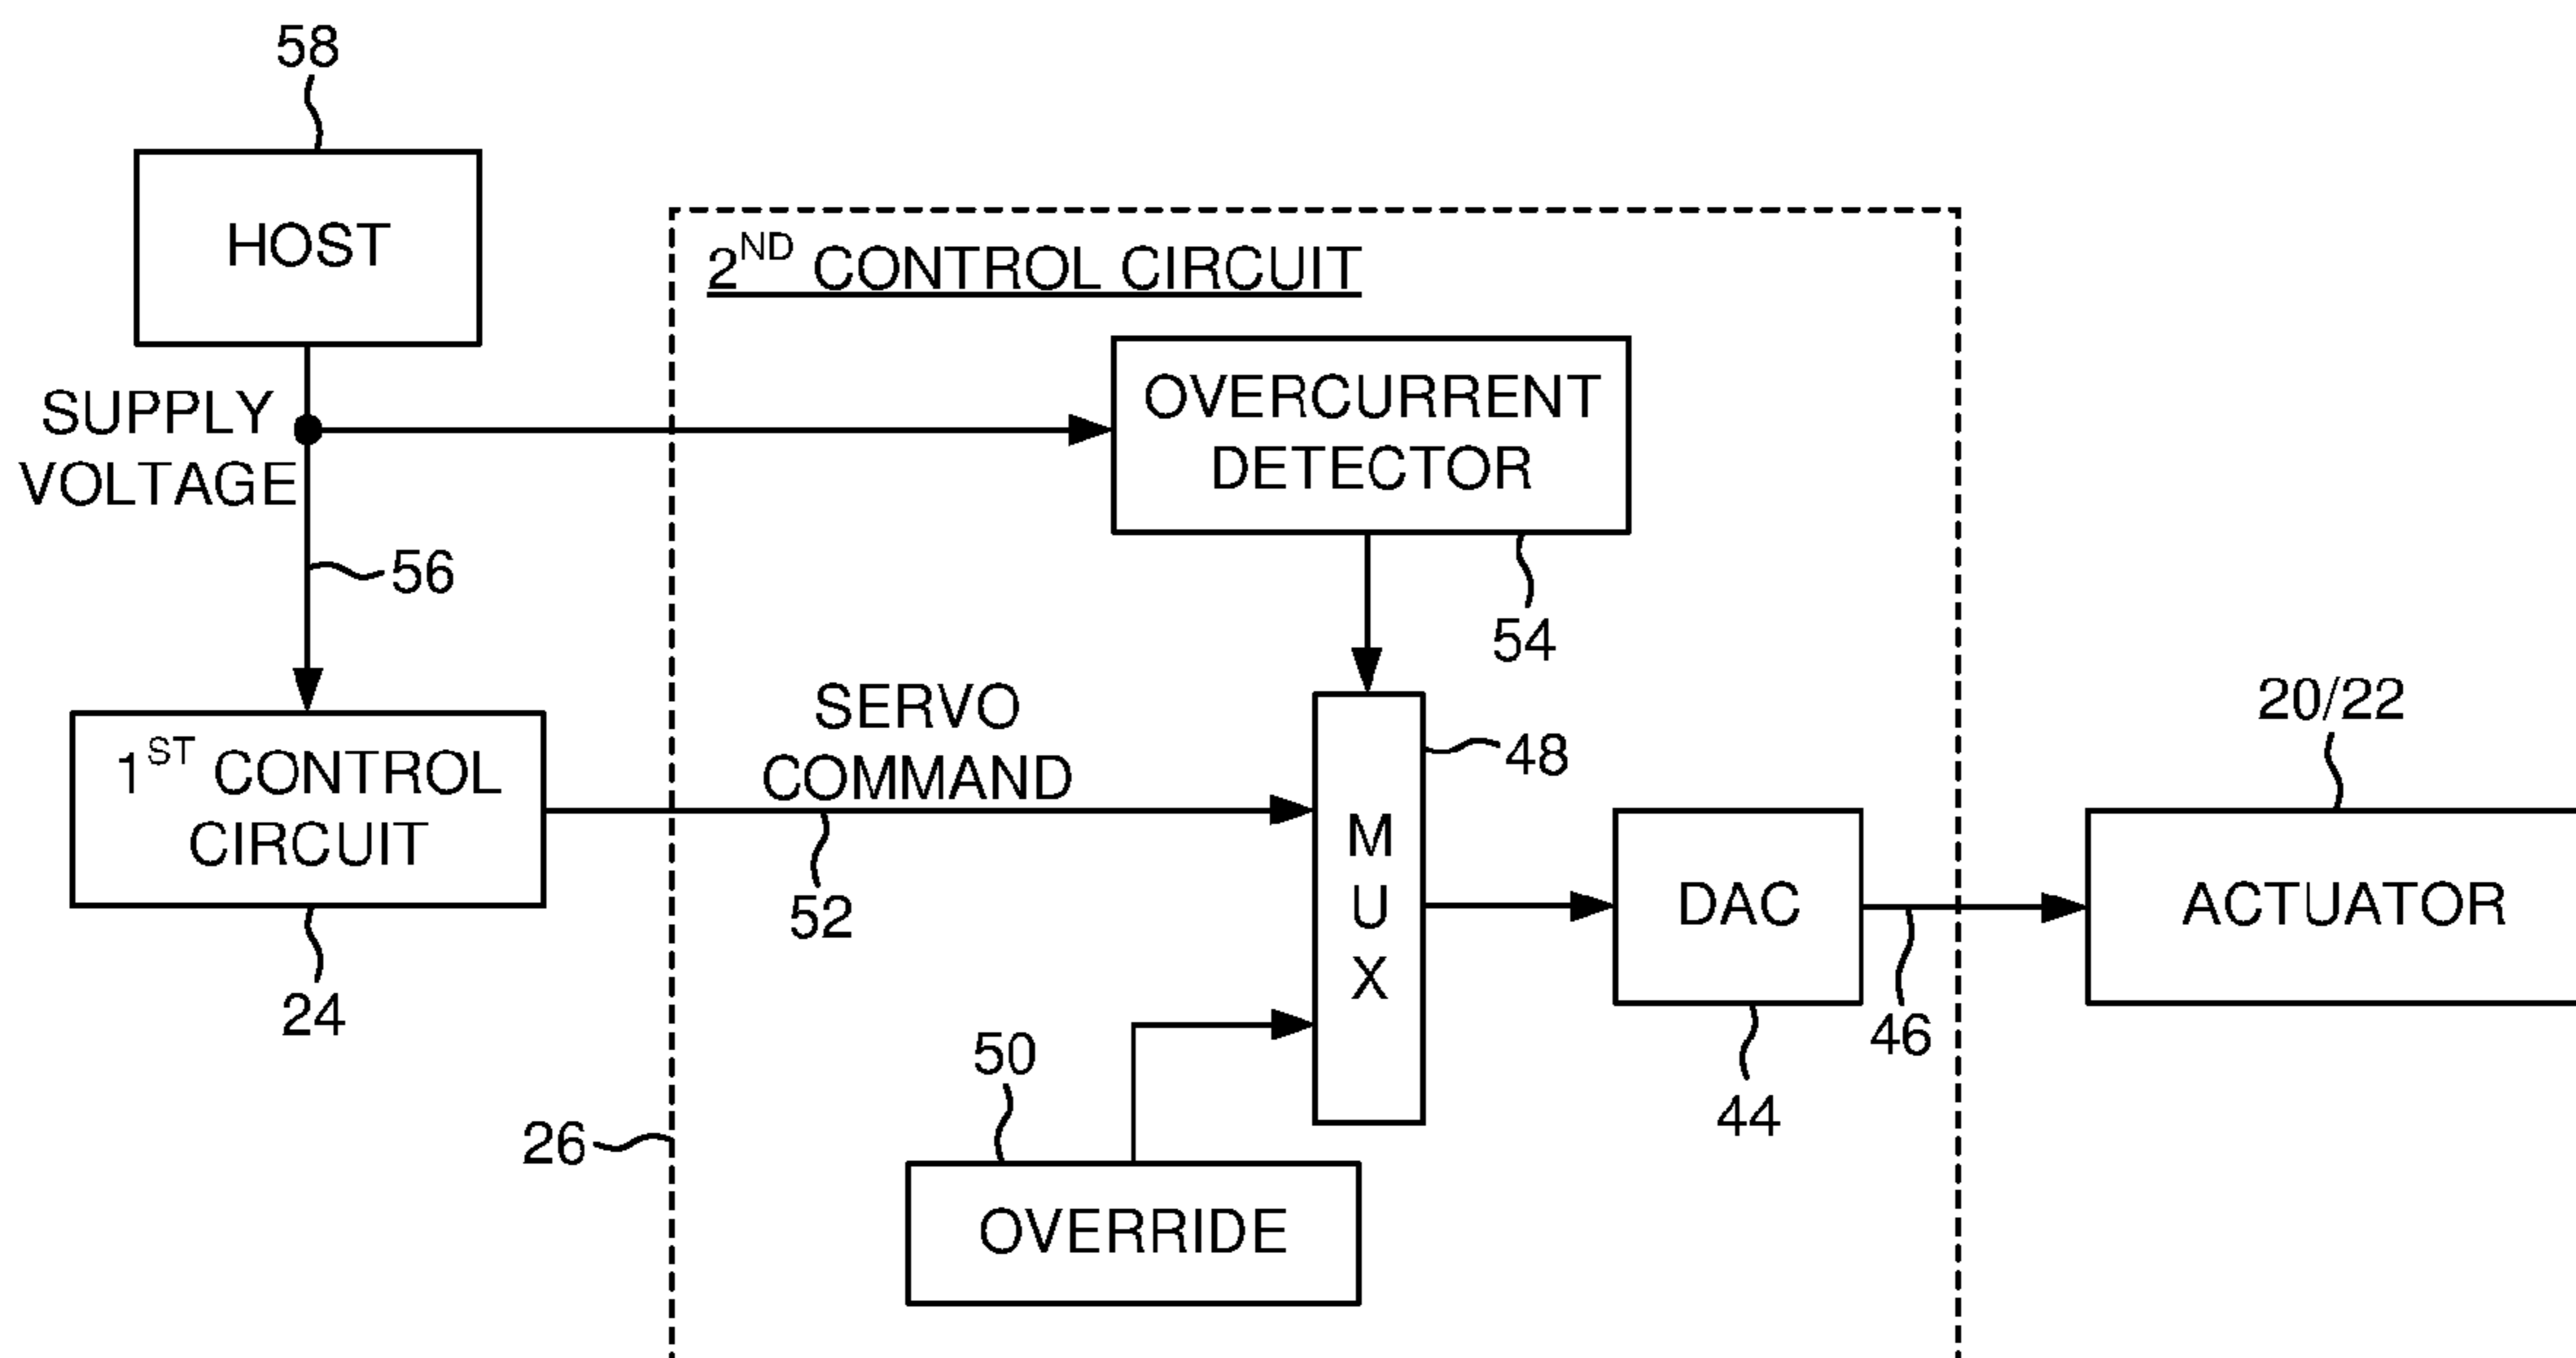 58
HOST
2ND CONTROL CIRCUIT
SUPPLY
VOLTAGE
OVERCURRENT
DETECTOR
56
54
SERVO
COMMAND
1ST CONTROL
CIRCUIT
52
24
48
M
U
X
DAC
20/22
ACTUATOR
46
44
50
26
OVERRIDE